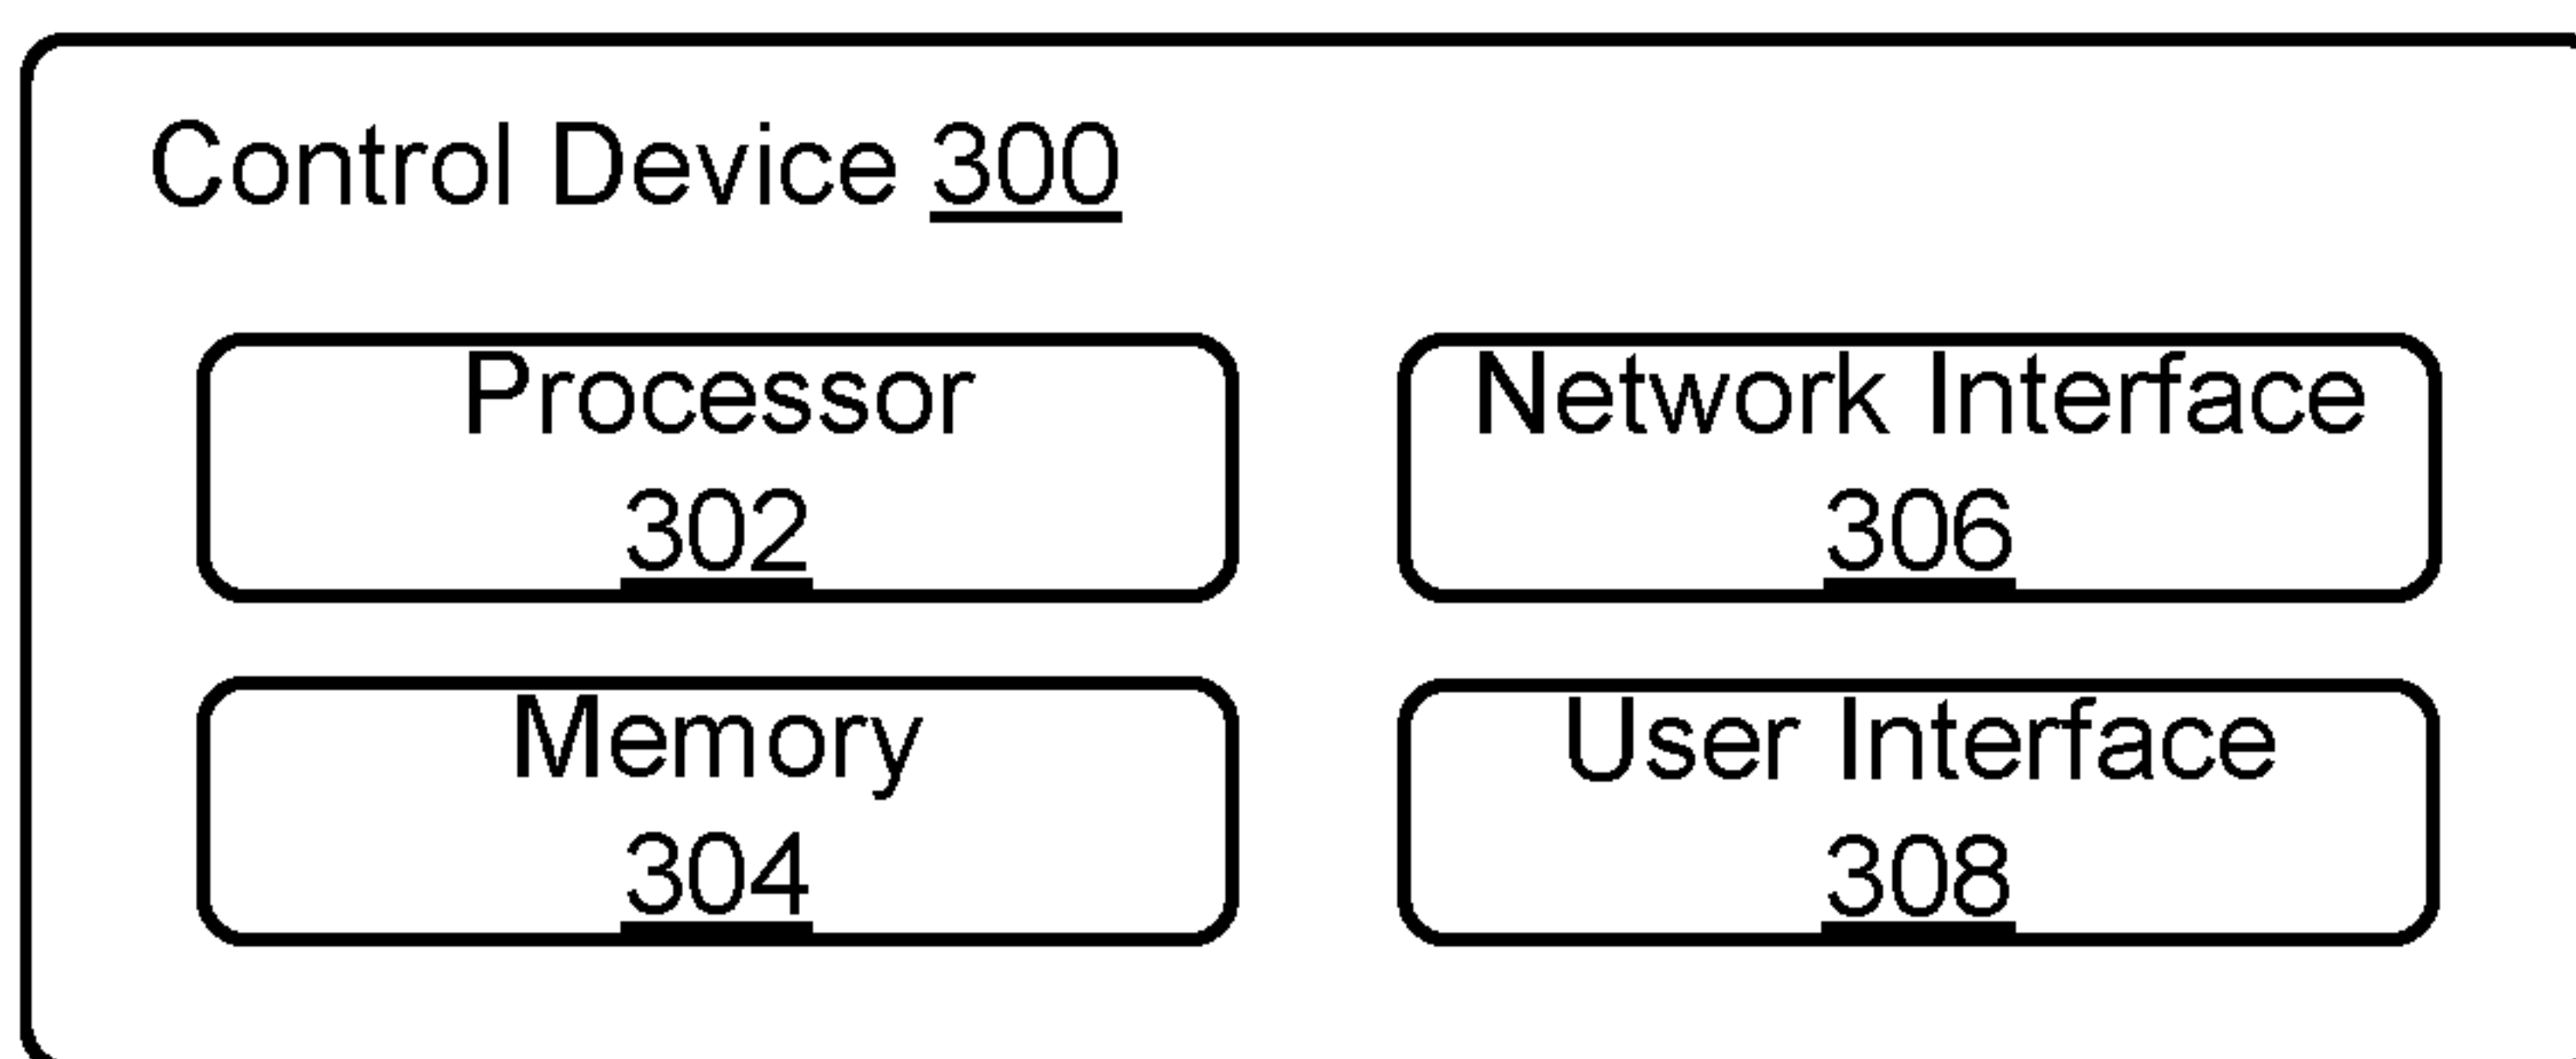 Control Device 300
Processor
302
Network Interface
306
Memory
304
User Interface
308